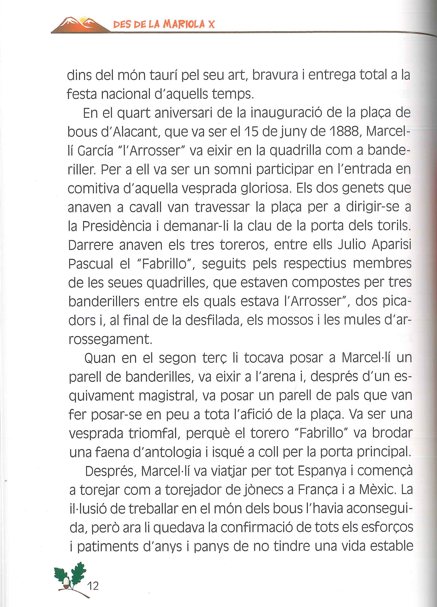 DES DE LA MARIOLA X
dins del món taurí pel seu art, bravura i entrega total a la
festa nacional d'aquells temps.
En el quart aniversari de la inauguració de la plaça de
bous d'Alacant, que va ser el 15 de juny de 1888, Marcel-
lí García "l'Arrosser" va eixir en la quadrilla com a bande-
riller. Per a ell va ser un somni participar en l'entrada en
comitiva d'aquella vesprada gloriosa. Els dos genets que
anaven a cavall van travessar la plaça per a dirigir-se a
la Presidència i demanar-li la clau de la porta dels torils.
Darrere anaven els tres toreros, entre ells Julio Aparisi
Pascual el "Fabrillo", seguits pels respectius membres
de les seues quadrilles, que estaven compostes per tres
banderillers entre els quals estava l'Arrosser", dos pica-
dors i, al final de la desfilada, els mossos i les mules d'ar-
rossegament.
Quan en el segon terç li tocava posar a Marcel·lí un
parell de banderilles, va eixir a l'arena i, després d'un es-
quivament magistral, va posar un parell de pals que van
fer posar-se en peu a tota l'afició de la plaça. Va ser una
vesprada triomfal, perquè el torero "Fabrillo" va brodar
una faena d'antologia i isqué a coll per la porta principal.
Després, Marcel·lí va viatjar per tot Espanya i començà
a torejar com a torejador de jònecs a França i a Mèxic. La
il·lusió de treballar en el món dels bous l'havia aconsegui-
da, però ara li quedava la confirmació de tots els esforços
i patiments d'anys i panys de no tindre una vida estable
12